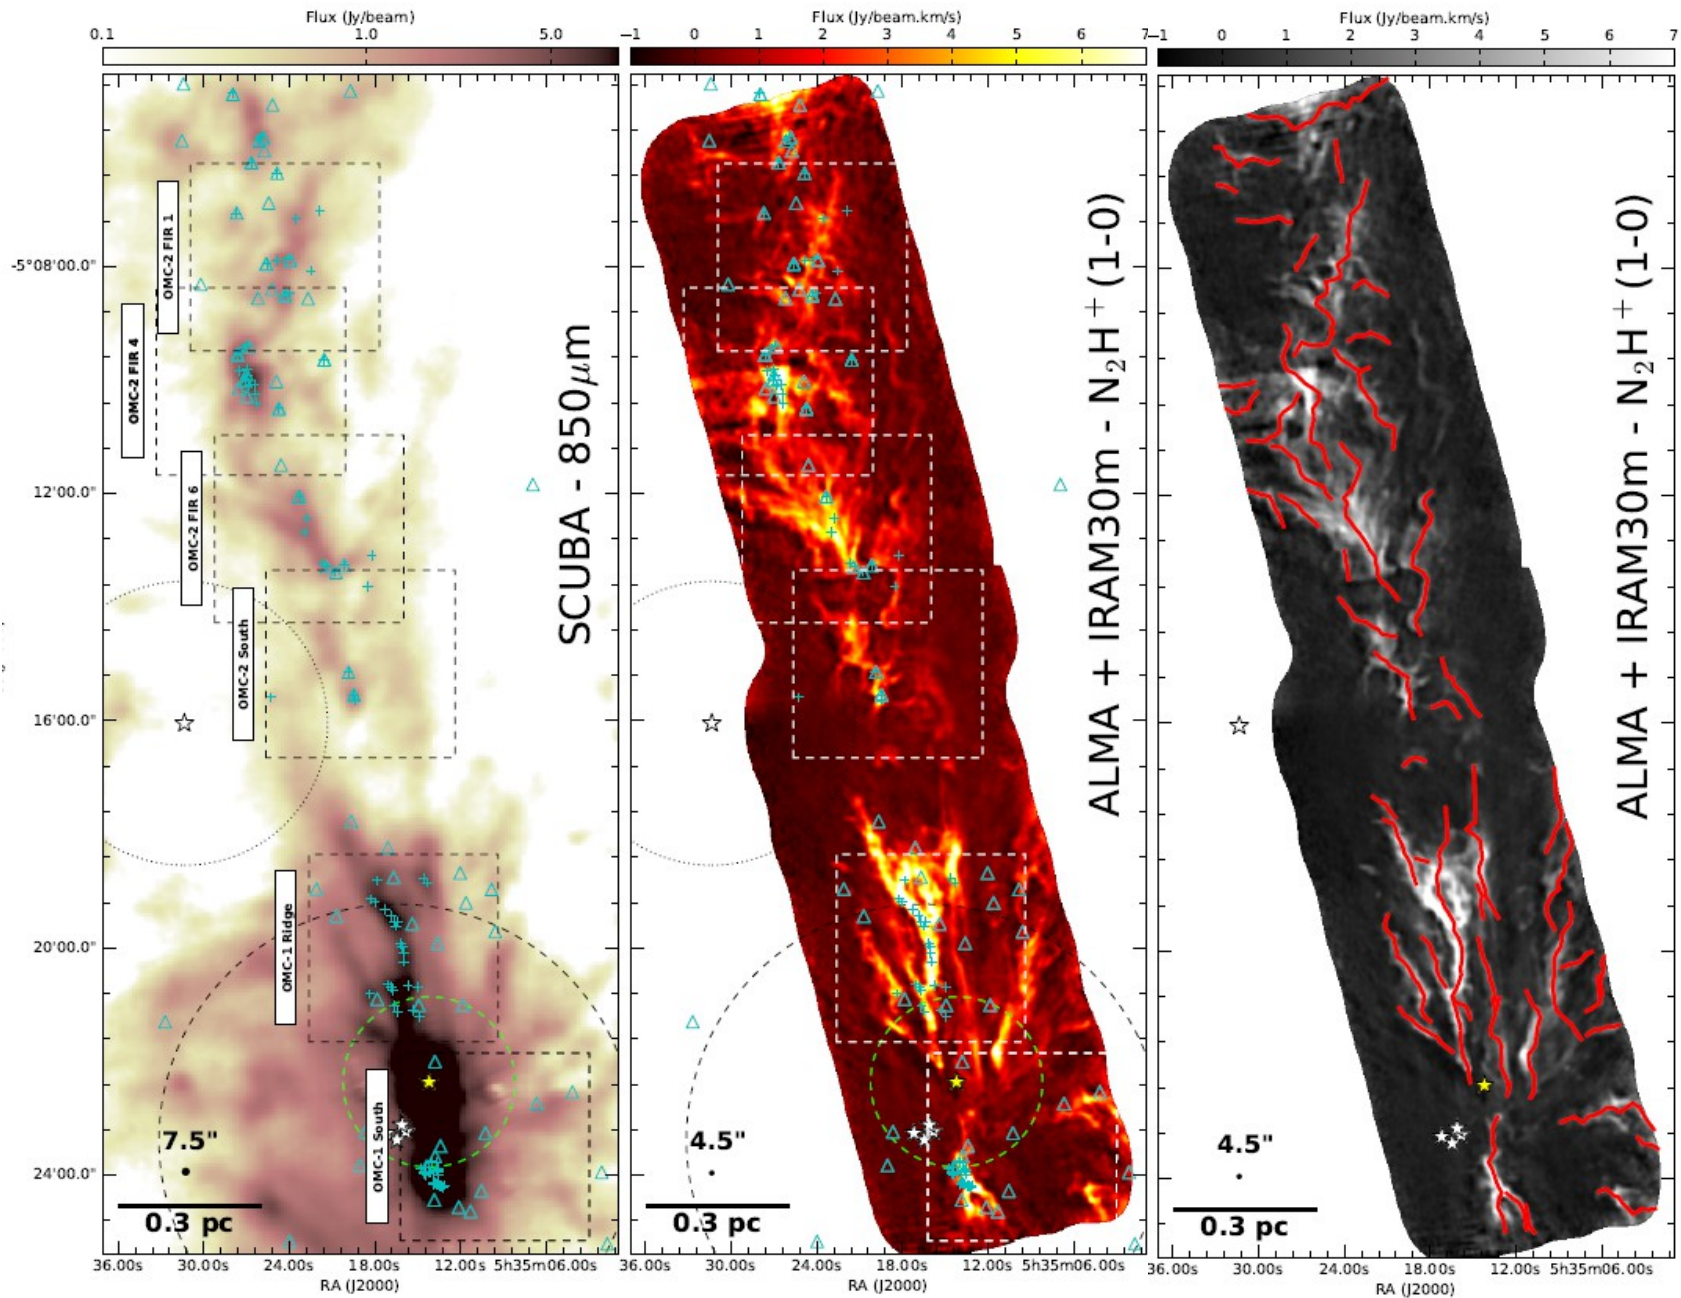 Flux (Jy/beam)
0.1 1.0 5.0
Flux (Jy/beam.km/s)
−1 0 1 2 3 4 5 6 7
Flux (Jy/beam.km/s)
−1 0 1 2 3 4 5 6 7
-5°08'00.0"
12'00.0"
16'00.0"
20'00.0"
24'00.0"
OMC-2 FIR 1
OMC-2 FIR 4
OMC-2 FIR 6
OMC-2 South
OMC-1 Ridge
OMC-1 South
SCUBA - 850μm
7.5"
0.3 pc
36.00s 30.00s 24.00s 18.00s 12.00s 5h35m06.00s
RA (J2000)
ALMA + IRAM30m - N₂H⁺ (1-0)
4.5"
0.3 pc
36.00s 30.00s 24.00s 18.00s 12.00s 5h35m06.00s
RA (J2000)
ALMA + IRAM30m - N₂H⁺ (1-0)
4.5"
0.3 pc
36.00s 30.00s 24.00s 18.00s 12.00s 5h35m06.00s
RA (J2000)